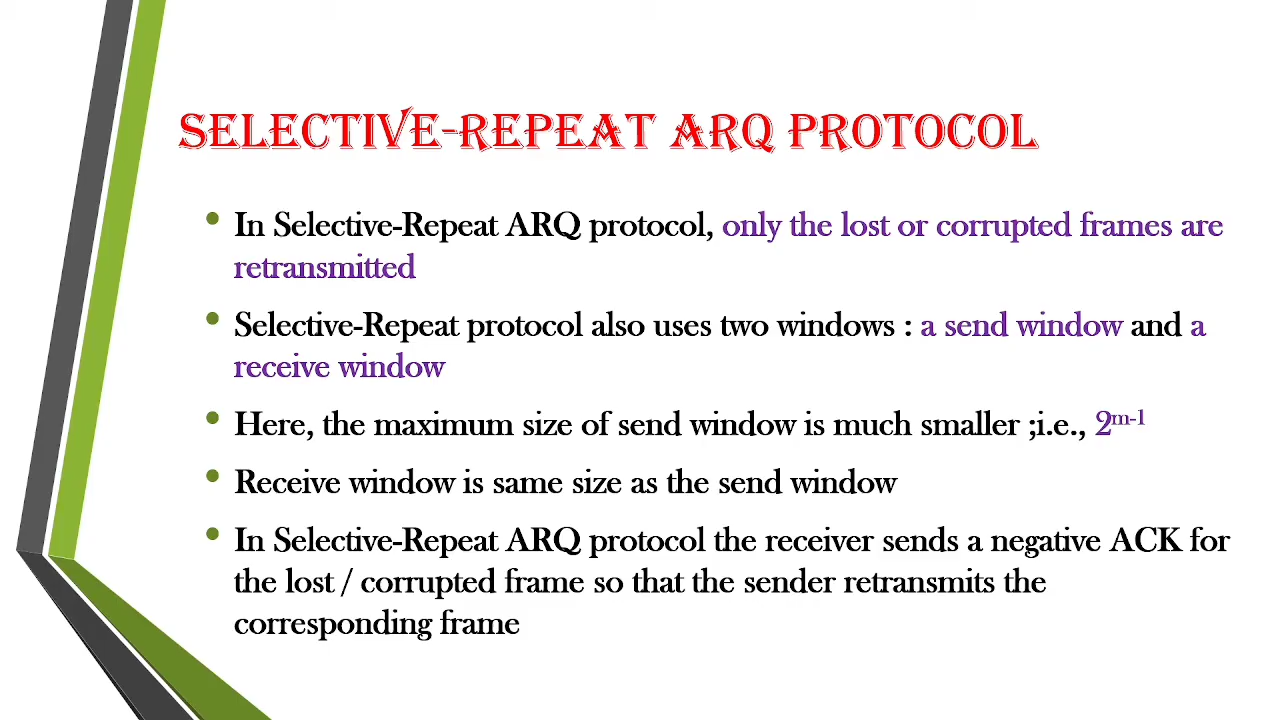 SELECTIVE-REPEAT ARQ PROTOCOL
• In Selective-Repeat ARQ protocol, only the lost or corrupted frames are
retransmitted
• Selective-Repeat protocol also uses two windows : a send window and a
receive window
• Here, the maximum size of send window is much smaller ;i.e., 2ᵐ⁻¹
• Receive window is same size as the send window
• In Selective-Repeat ARQ protocol the receiver sends a negative ACK for
the lost / corrupted frame so that the sender retransmits the
corresponding frame